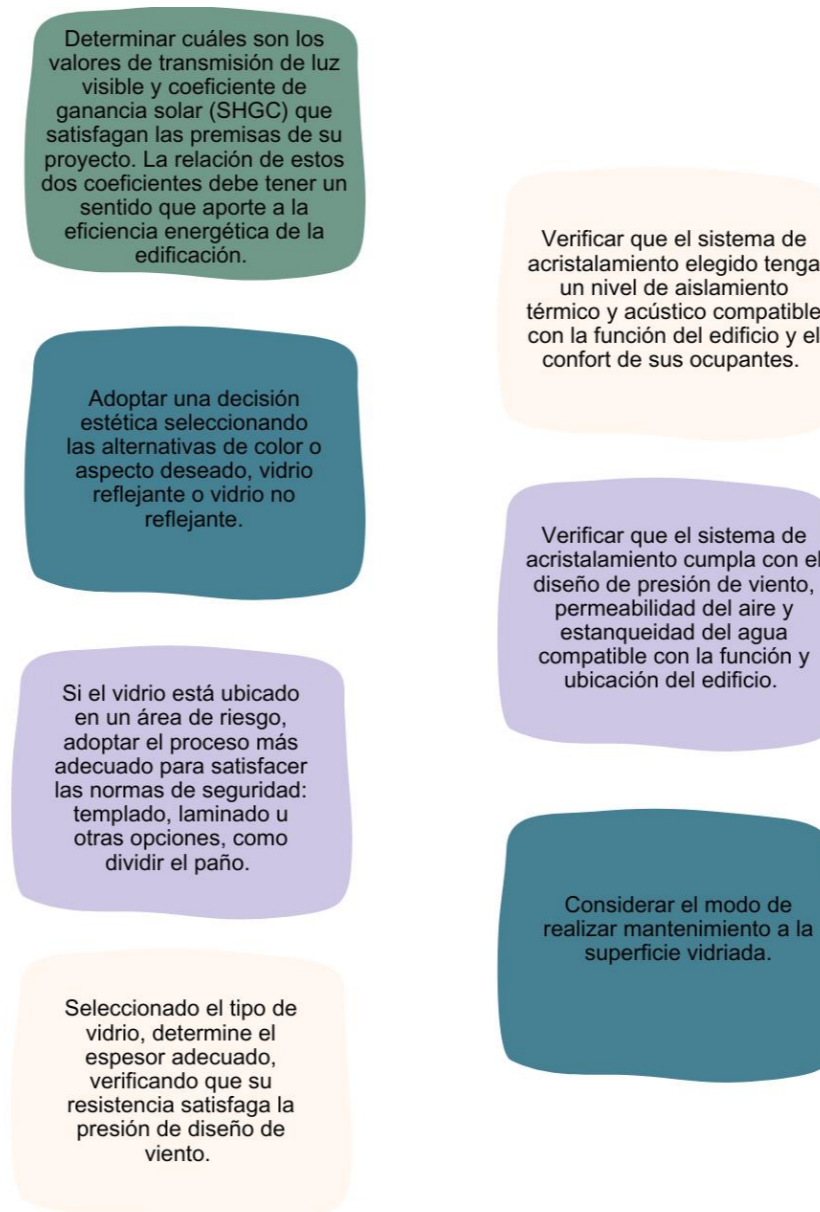 Determinar cuáles son los
valores de transmisión de luz
visible y coeficiente de
ganancia solar (SHGC) que
satisfagan las premisas de su
proyecto. La relación de estos
dos coeficientes debe tener un
sentido que aporte a la
eficiencia energética de la
edificación.
Adoptar una decisión
estética seleccionando
las alternativas de color o
aspecto deseado, vidrio
reflejante o vidrio no
reflejante.
Si el vidrio está ubicado
en un área de riesgo,
adoptar el proceso más
adecuado para satisfacer
las normas de seguridad:
templado, laminado u
otras opciones, como
dividir el paño.
Seleccionado el tipo de
vidrio, determine el
espesor adecuado,
verificando que su
resistencia satisfaga la
presión de diseño de
viento.
Verificar que el sistema de
acristalamiento elegido tenga
un nivel de aislamiento
térmico y acústico compatible
con la función del edificio y el
confort de sus ocupantes.
Verificar que el sistema de
acristalamiento cumpla con el
diseño de presión de viento,
permeabilidad del aire y
estanqueidad del agua
compatible con la función y
ubicación del edificio.
Considerar el modo de
realizar mantenimiento a la
superficie vidriada.